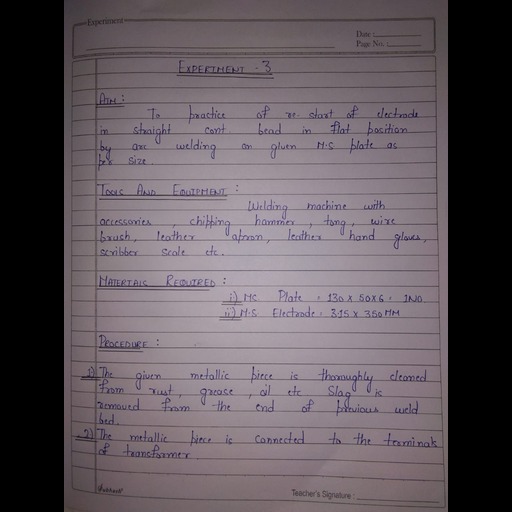 Experiment
Date :
Page No.:
EXPERIMENT - 3
AIM :
To practice of re-start of electrode
in straight cont bead in flat position
by arc welding on given M.S plate as
per size.
TOOLS AND EQUIPMENT :
Welding machine with
accessories , chipping hammer , tong , wire
brush, leather apron, leather hand gloves,
scribber scale etc.
MATERIALS REQUIRED :
i) MC Plate = 130 x 50x6 = 1NO
ii) M.S Electrode = 3.15 x 350 MM
PROCEDURE :
1) The given metallic piece is thoroughly cleaned
from rust, grease , oil etc Slag is
removed from the end of previous weld
bed.
2) The metallic piece is connected to the terminals
of transformer.
Teacher's Signature :